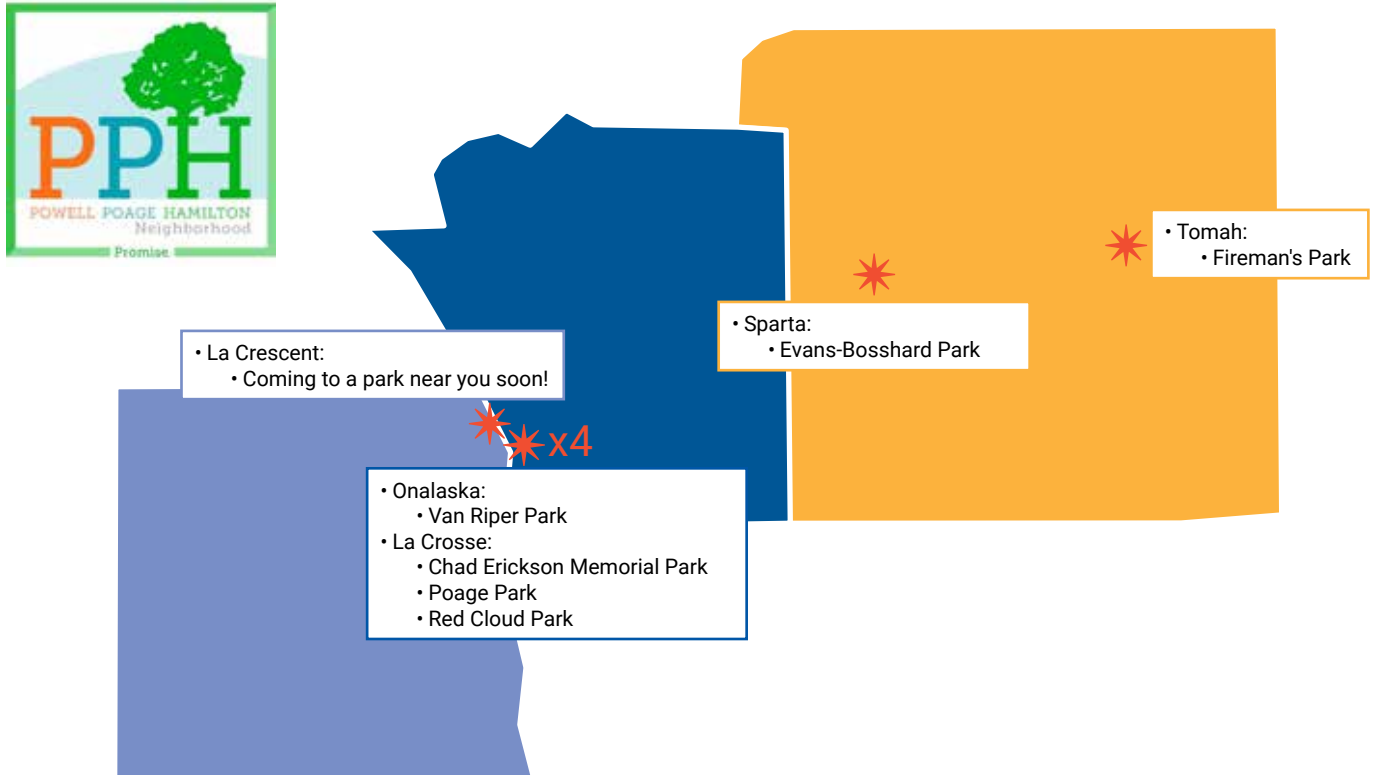 PPH
POWELL POAGE HAMILTON
Neighborhood
Promise
• Tomah:
• Fireman's Park
• Sparta:
• Evans-Bosshard Park
• La Crescent:
• Coming to a park near you soon!
x4
• Onalaska:
• Van Riper Park
• La Crosse:
• Chad Erickson Memorial Park
• Poage Park
• Red Cloud Park